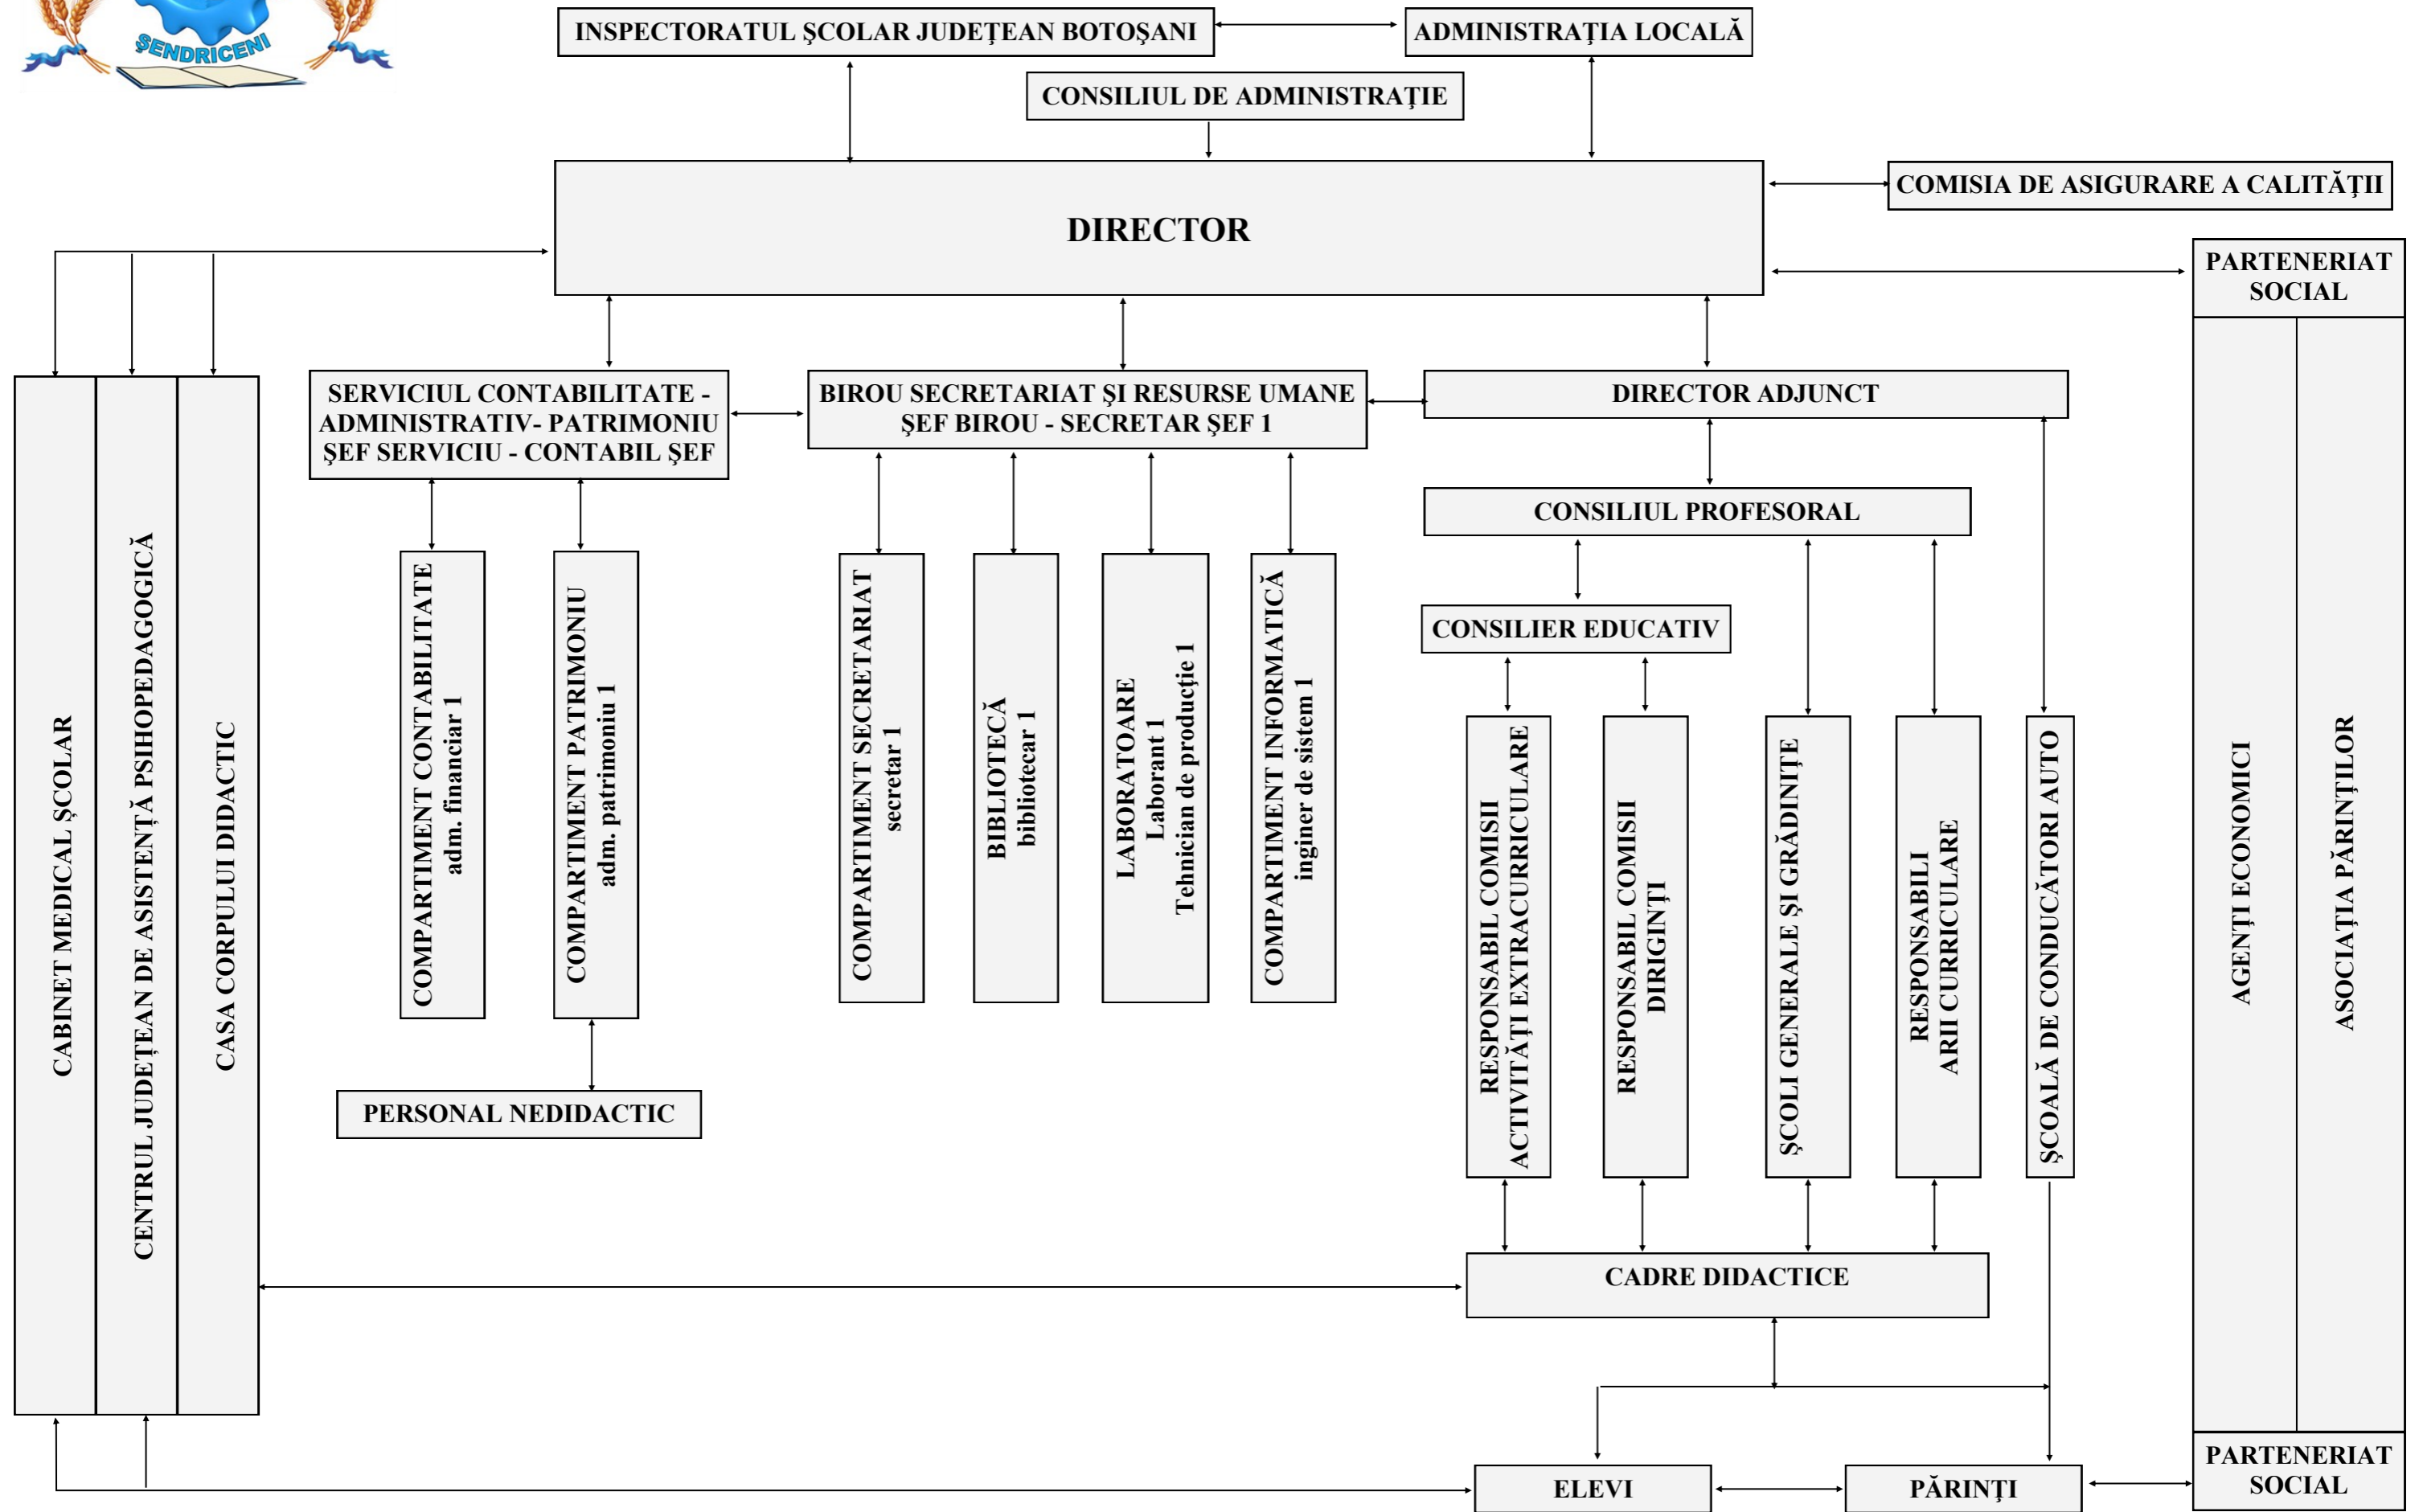 ŞENDRICENI
INSPECTORATUL ŞCOLAR JUDEŢEAN BOTOŞANI
ADMINISTRAŢIA LOCALĂ
CONSILIUL DE ADMINISTRAŢIE
COMISIA DE ASIGURARE A CALITĂŢII
DIRECTOR
PARTENERIAT
SOCIAL
SERVICIUL CONTABILITATE -
ADMINISTRATIV- PATRIMONIU
ŞEF SERVICIU - CONTABIL ŞEF
BIROU SECRETARIAT ŞI RESURSE UMANE
ŞEF BIROU - SECRETAR ŞEF 1
DIRECTOR ADJUNCT
CONSILIUL PROFESORAL
CONSILIER EDUCATIV
CABINET MEDICAL ŞCOLAR
CENTRUL JUDEŢEAN DE ASISTENŢĂ PSIHOPEDAGOGICĂ
CASA CORPULUI DIDACTIC
COMPARTIMENT CONTABILITATE
adm. financiar 1
COMPARTIMENT PATRIMONIU
adm. patrimoniu 1
COMPARTIMENT SECRETARIAT
secretar 1
BIBLIOTECĂ
bibliotecar 1
LABORATOARE
Laborant 1
Tehnician de producţie 1
COMPARTIMENT INFORMATICĂ
inginer de sistem 1
RESPONSABIL COMISII
ACTIVITĂŢI EXTRACURRICULARE
RESPONSABIL COMISII
DIRIGINŢI
ŞCOLI GENERALE ŞI GRĂDINIŢE
RESPONSABILI
ARII CURRICULARE
ŞCOALĂ DE CONDUCĂTORI AUTO
AGENŢI ECONOMICI
ASOCIAŢIA PĂRINŢILOR
PERSONAL NEDIDACTIC
CADRE DIDACTICE
ELEVI
PĂRINŢI
PARTENERIAT
SOCIAL